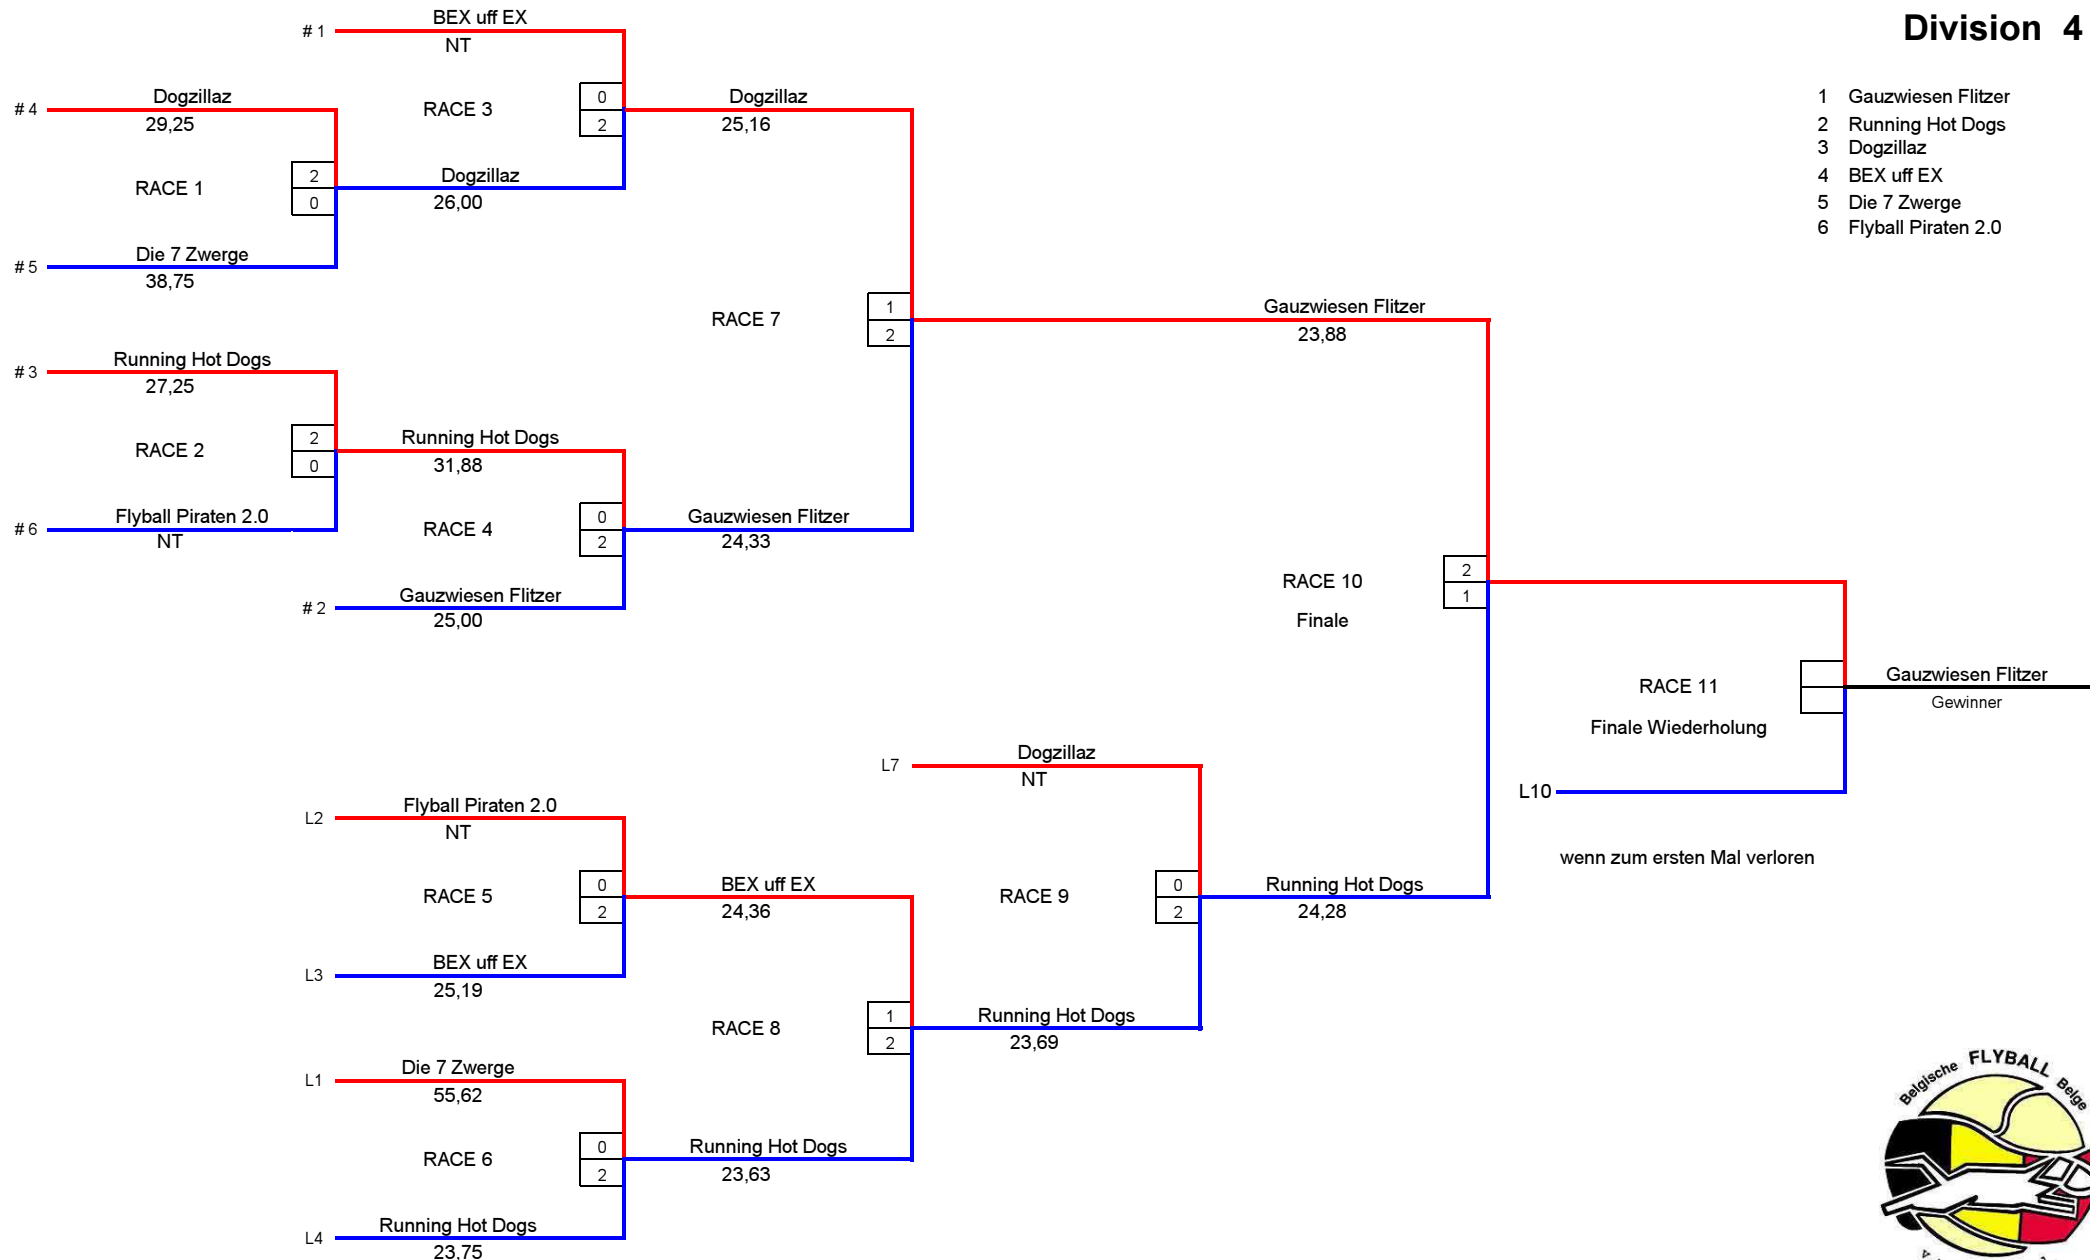 Division 4
# 1
BEX uff EX
NT
# 4
Dogzillaz
29,25
RACE 3
0
2
Dogzillaz
25,16
1 Gauzwiesen Flitzer
2 Running Hot Dogs
3 Dogzillaz
4 BEX uff EX
5 Die 7 Zwerge
6 Flyball Piraten 2.0
RACE 1
2
0
Dogzillaz
26,00
# 5
Die 7 Zwerge
38,75
RACE 7
1
2
Gauzwiesen Flitzer
23,88
# 3
Running Hot Dogs
27,25
RACE 2
2
0
Running Hot Dogs
31,88
# 6
Flyball Piraten 2.0
NT
RACE 4
0
2
Gauzwiesen Flitzer
24,33
# 2
Gauzwiesen Flitzer
25,00
RACE 10
Finale
2
1
RACE 11
Finale Wiederholung
Gauzwiesen Flitzer
Gewinner
L7
Dogzillaz
NT
L10
wenn zum ersten Mal verloren
L2
Flyball Piraten 2.0
NT
RACE 5
0
2
BEX uff EX
24,36
RACE 9
0
2
Running Hot Dogs
24,28
L3
BEX uff EX
25,19
RACE 8
1
2
Running Hot Dogs
23,69
L1
Die 7 Zwerge
55,62
RACE 6
0
2
Running Hot Dogs
23,63
L4
Running Hot Dogs
23,75
Belgische FLYBALL Belge